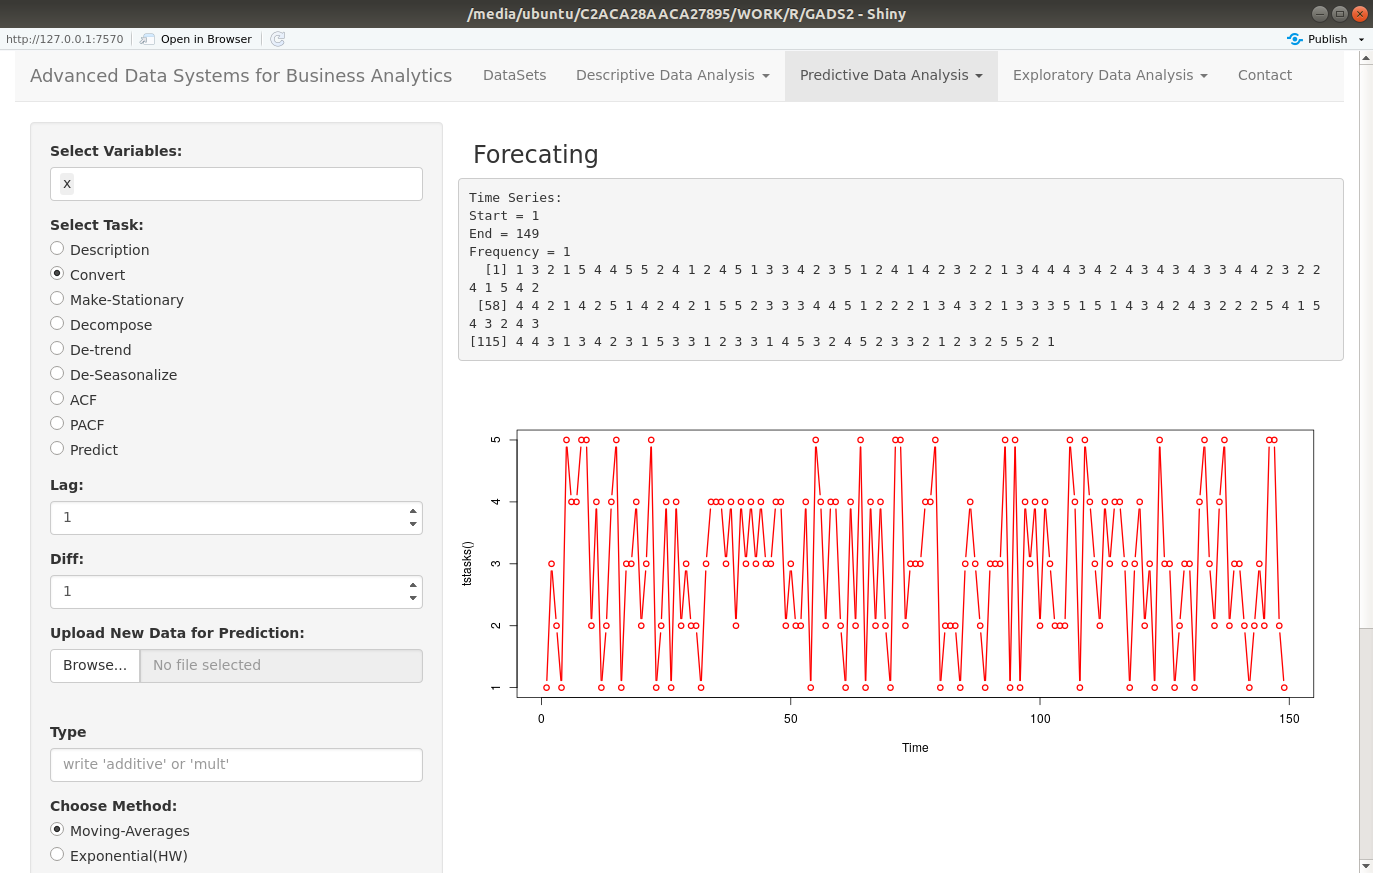 /media/ubuntu/C2ACA28AACA27895/WORK/R/GADS2 - Shiny
http://127.0.0.1:7570 Open in Browser Publish
Advanced Data Systems for Business Analytics DataSets Descriptive Data Analysis Predictive Data Analysis Exploratory Data Analysis Contact
Select Variables:
x
Select Task:
Description
Convert
Make-Stationary
Decompose
De-trend
De-Seasonalize
ACF
PACF
Predict
Lag:
1
Diff:
1
Upload New Data for Prediction:
Browse... No file selected
Type
write 'additive' or 'mult'
Choose Method:
Moving-Averages
Exponential(HW)
Forecating
Time Series:
Start = 1
End = 149
Frequency = 1
[1] 1 3 2 1 5 4 4 5 5 2 4 1 2 4 5 1 3 3 4 2 3 5 1 2 4 1 4 2 3 2 2 1 3 4 4 4 3 4 2 4 3 4 3 4 3 3 4 4 2 3 2 2
4 1 5 4 2
[58] 4 4 2 1 4 2 5 1 4 2 4 2 1 5 5 2 3 3 3 4 4 5 1 2 2 2 1 3 4 3 2 1 3 3 3 5 1 5 1 4 3 4 2 4 3 2 2 2 5 4 1 5
4 3 2 4 3
[115] 4 4 3 1 3 4 2 3 1 5 3 3 1 2 3 3 1 4 5 3 2 4 5 2 3 3 2 1 2 3 2 5 5 2 1
tstasks()
5
4
3
2
1
0 50 100 150
Time